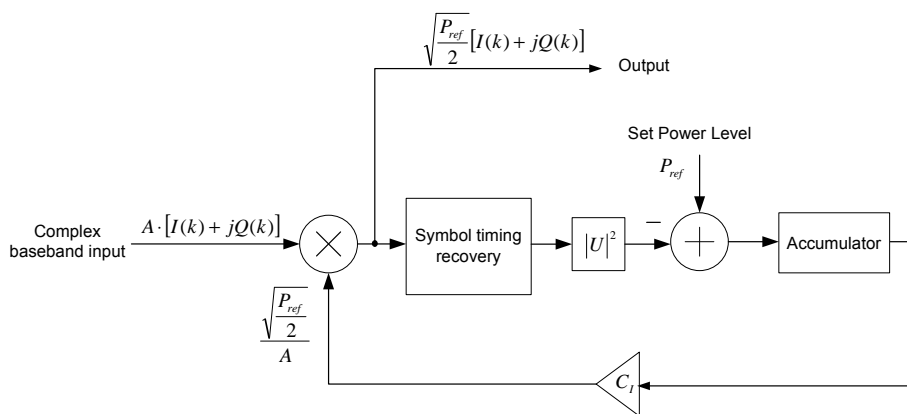 √(P_ref/2)[I(k) + jQ(k)]
Output
Set Power Level
P_ref
Complex
baseband input
A·[I(k) + jQ(k)]
Symbol timing
recovery
|U|²
−
+
Accumulator
×
√(P_ref/2)/A
C_I